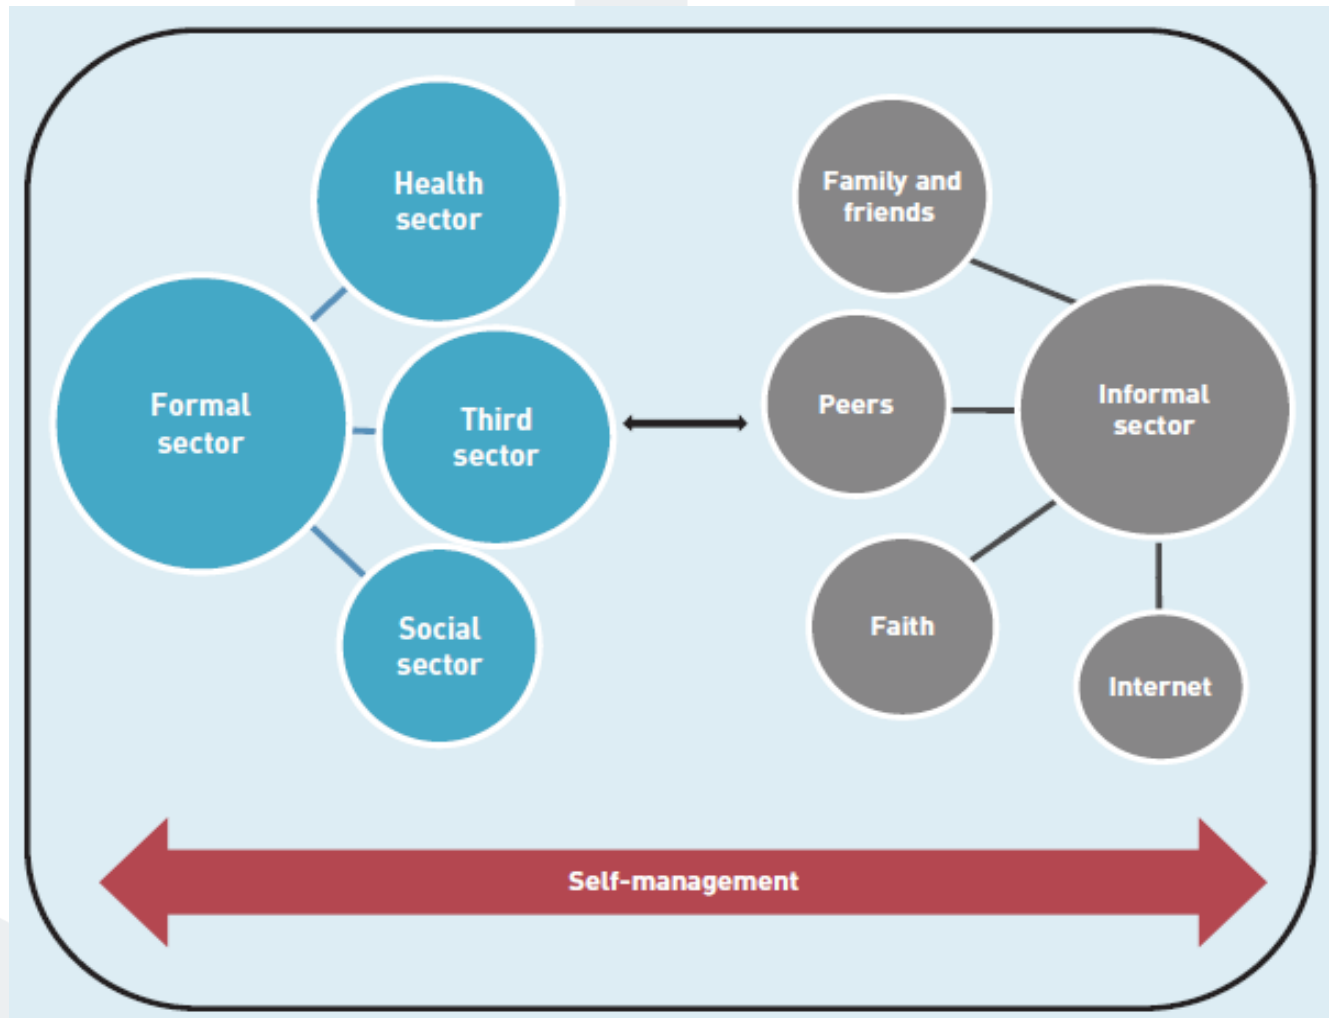 Health
sector
Formal
sector
Third
sector
Social
sector
Family and
friends
Peers
Informal
sector
Faith
Internet
Self-management